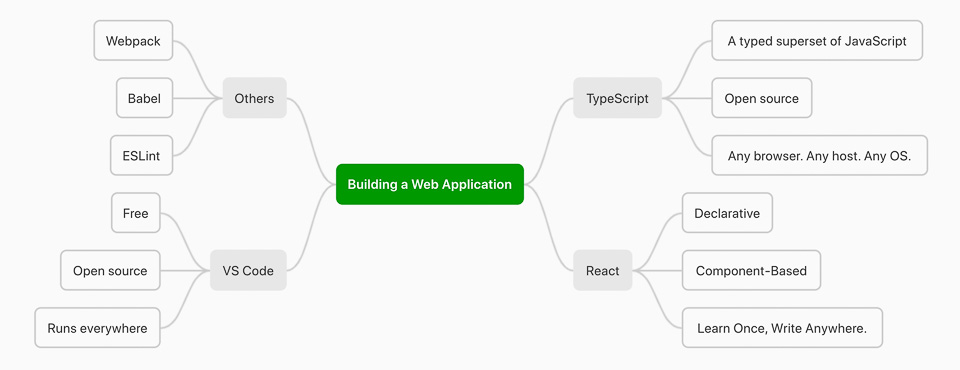 Building a Web Application
TypeScript
A typed superset of JavaScript
Open source
Any browser. Any host. Any OS.
React
Declarative
Component-Based
Learn Once, Write Anywhere.
Others
Webpack
Babel
ESLint
VS Code
Free
Open source
Runs everywhere